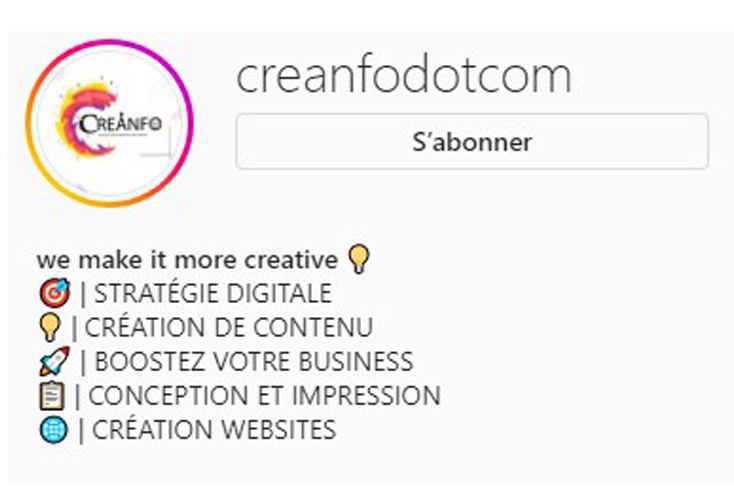 CREANFO
creanfodotcom
S'abonner
we make it more creative 💡
🎯 | STRATÉGIE DIGITALE
💡 | CRÉATION DE CONTENU
🚀 | BOOSTEZ VOTRE BUSINESS
📋 | CONCEPTION ET IMPRESSION
🌐 | CRÉATION WEBSITES